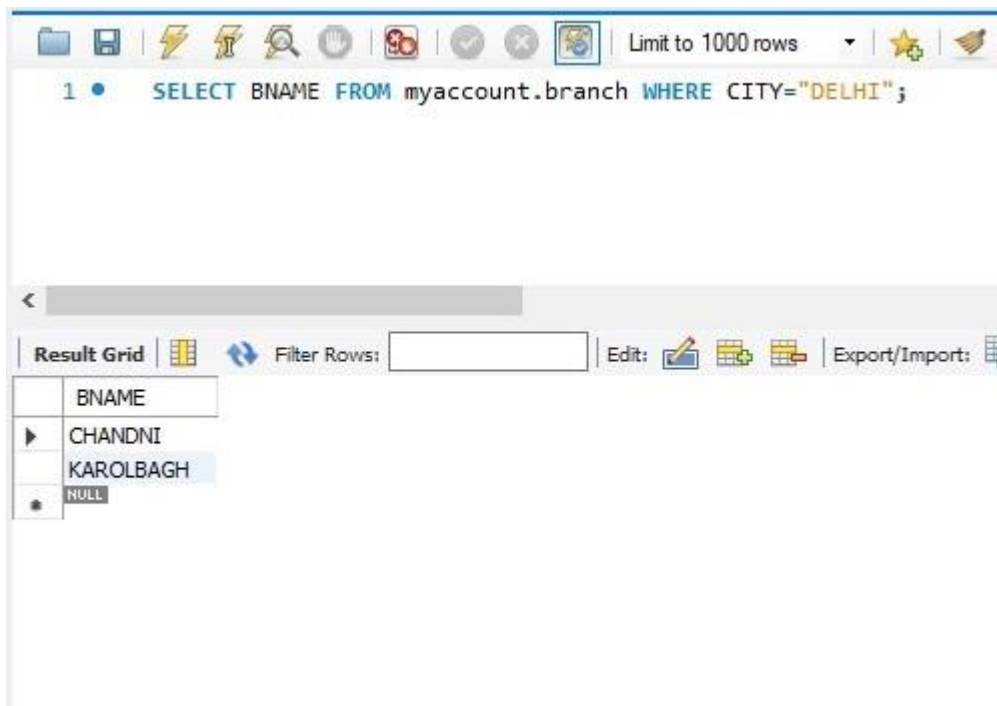 Limit to 1000 rows
1 SELECT BNAME FROM myaccount.branch WHERE CITY="DELHI";
Result Grid Filter Rows: Edit: Export/Import:
BNAME
CHANDNI
KAROLBAGH
NULL